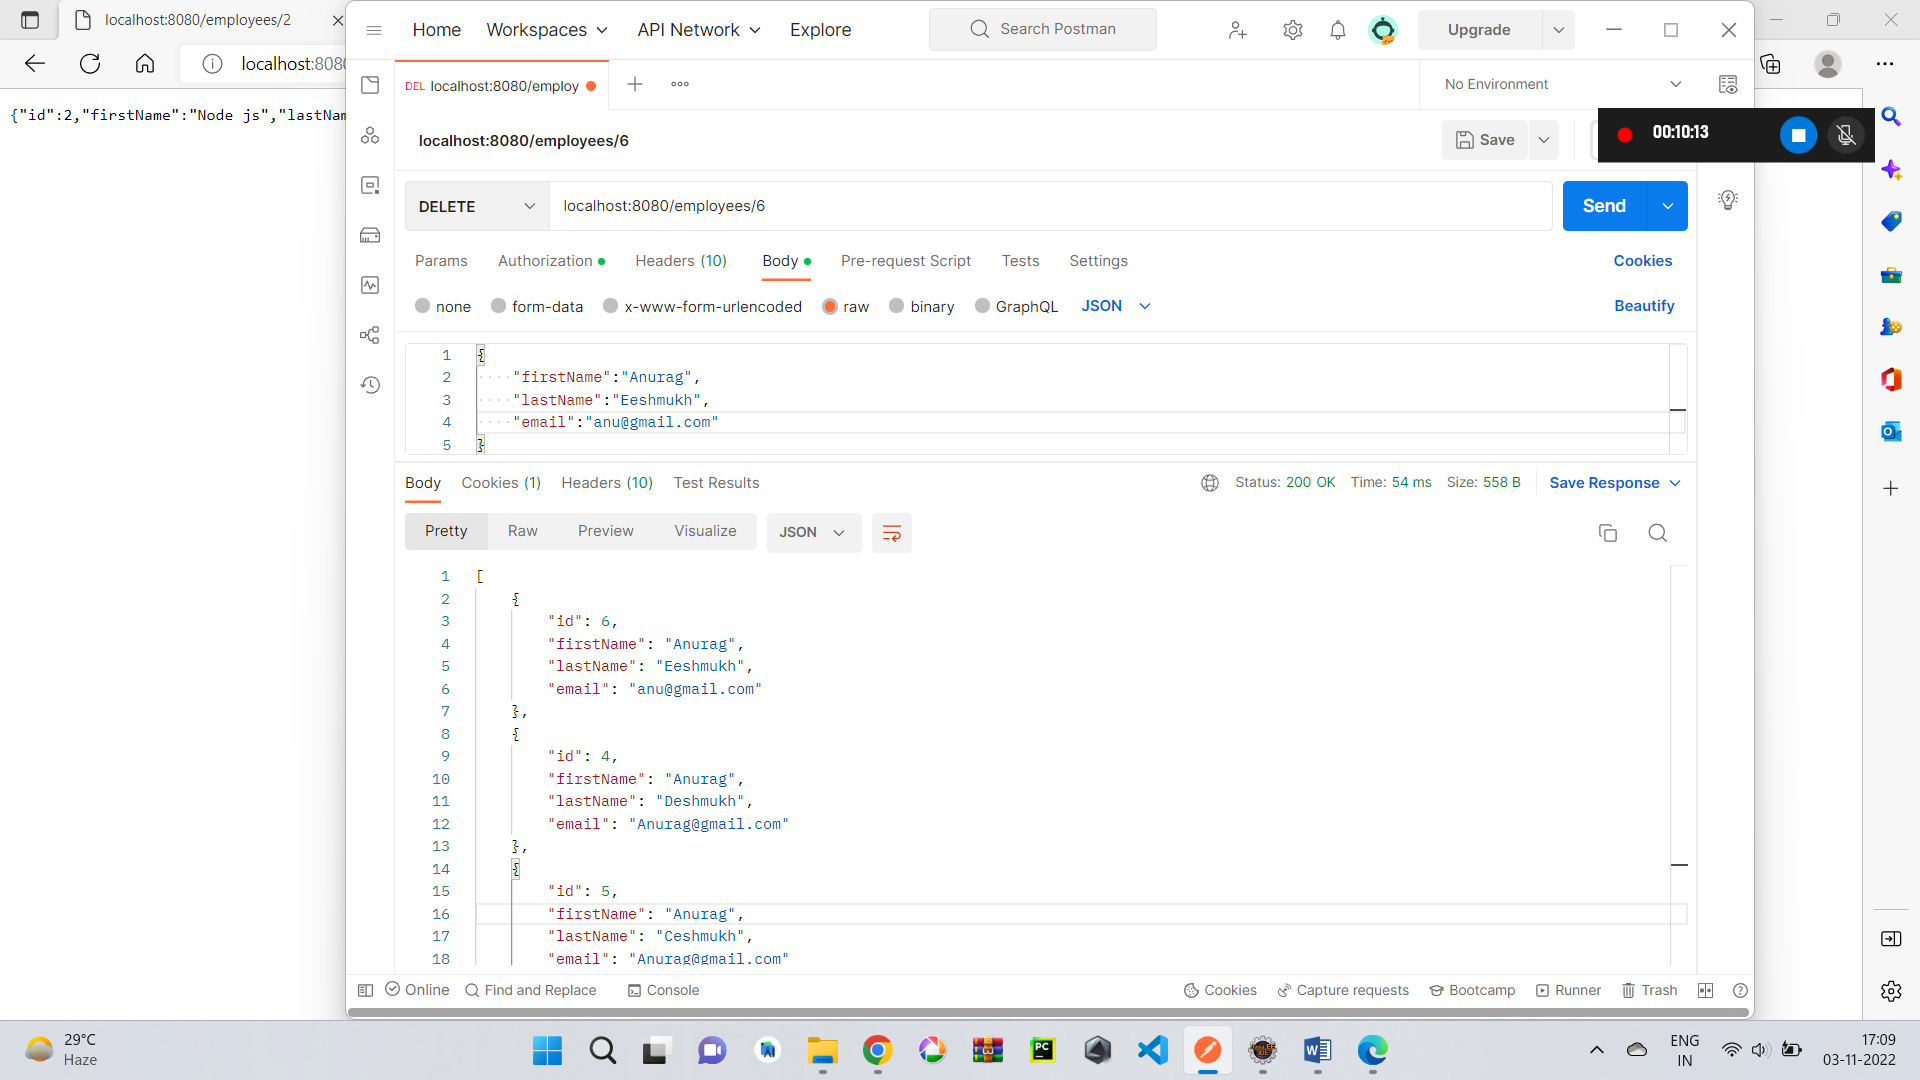 localhost:8080/employees/2
localhost:808
{"id":2,"firstName":"Node js","lastNam
Home Workspaces API Network Explore Search Postman Upgrade
DEL localhost:8080/employ No Environment
localhost:8080/employees/6 Save
00:10:13
DELETE localhost:8080/employees/6 Send
Params Authorization Headers (10) Body Pre-request Script Tests Settings Cookies
none form-data x-www-form-urlencoded raw binary GraphQL JSON Beautify
1 {
2 "firstName":"Anurag",
3 "lastName":"Eeshmukh",
4 "email":"anu@gmail.com"
5 }
Body Cookies (1) Headers (10) Test Results Status: 200 OK Time: 54 ms Size: 558 B Save Response
Pretty Raw Preview Visualize JSON
1 [
2 {
3 "id": 6,
4 "firstName": "Anurag",
5 "lastName": "Eeshmukh",
6 "email": "anu@gmail.com"
7 },
8 {
9 "id": 4,
10 "firstName": "Anurag",
11 "lastName": "Deshmukh",
12 "email": "Anurag@gmail.com"
13 },
14 {
15 "id": 5,
16 "firstName": "Anurag",
17 "lastName": "Ceshmukh",
18 "email": "Anurag@gmail.com"
Online Find and Replace Console Cookies Capture requests Bootcamp Runner Trash
29°C
Haze
ENG
IN
17:09
03-11-2022